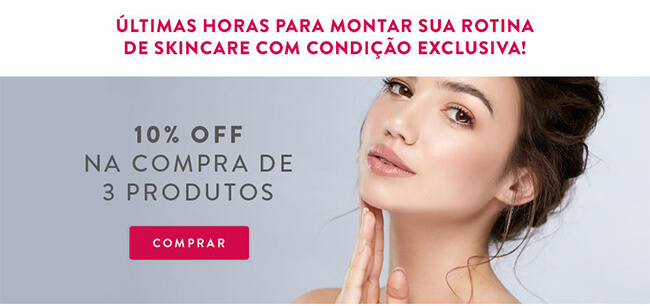 ÚLTIMAS HORAS PARA MONTAR SUA ROTINA
DE SKINCARE COM CONDIÇÃO EXCLUSIVA!
10% OFF
NA COMPRA DE
3 PRODUTOS
COMPRAR